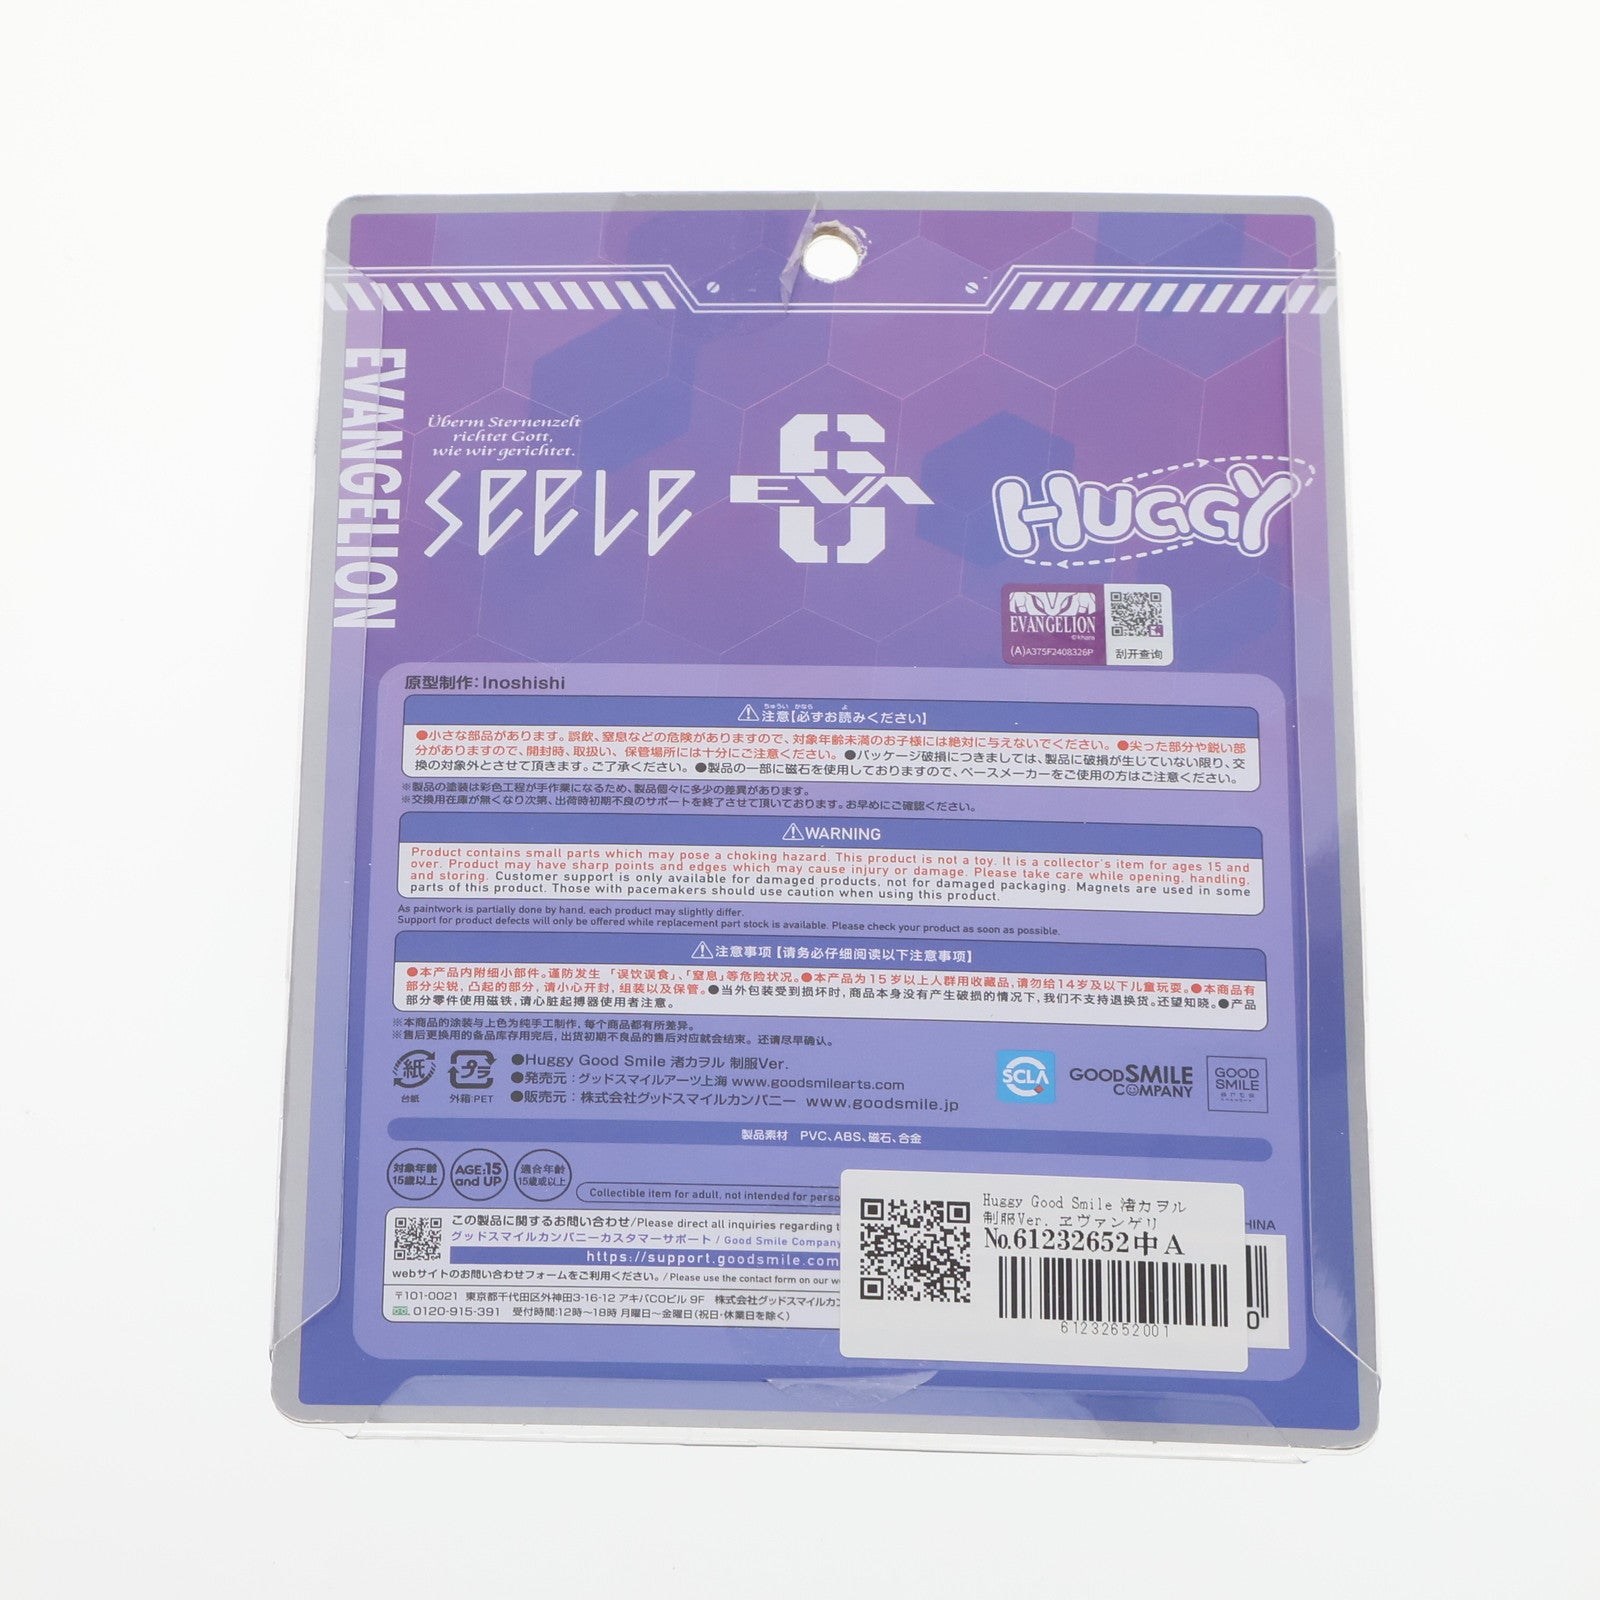 EVANGELION
Überm Sternenzelt
richtet Gott,
wie wir gerichtet.
SEELE
6
EVA
U
HUGGY
EVANGELION
©khara
(A)A375F2408326P
刮开查询
原型制作：Inoshishi
ちゅうい かなら よ
注意【必ずお読みください】
●小さな部品があります。誤飲、窒息などの危険がありますので、対象年齢未満のお子様には絶対に与えないでください。●尖った部分や鋭い部
分がありますので、開封時、取扱い、保管場所には十分にご注意ください。●パッケージ破損につきましては、製品に破損が生じていない限り、交
換の対象外とさせて頂きます。ご了承ください。●製品の一部に磁石を使用しておりますので、ペースメーカーをご使用の方はご注意ください。
※製品の塗装は彩色工程が手作業になるため、製品個々に多少の差異があります。
※交換用在庫が無くなり次第、出荷時初期不良のサポートを終了させて頂いております。お早めにご確認ください。
WARNING
Product contains small parts which may pose a choking hazard. This product is not a toy. It is a collector's item for ages 15 and
over. Product may have sharp points and edges which may cause injury or damage. Please take care while opening, handling,
and storing. Customer support is only available for damaged products, not for damaged packaging. Magnets are used in some
parts of this product. Those with pacemakers should use caution when using this product.
As paintwork is partially done by hand, each product may slightly differ.
Support for product defects will only be offered while replacement part stock is available. Please check your product as soon as possible.
注意事项【请务必仔细阅读以下注意事项】
●本产品内附细小部件。谨防发生「误饮误食」、「窒息」等危险状况。●本产品为15岁以上人群用收藏品，请勿给14岁及以下儿童玩耍。●本商品有
部分尖锐，凸起的部分，请小心开封，组装以及保管。●当外包装受到损坏时，商品本身没有产生破损的情况下，我们不支持退换货。还望知晓。●产品
部分零件使用磁铁，请心脏起搏器使用者注意。
※本商品的涂装与上色为纯手工制作，每个商品都有所差异。
※售后更换用的备品库存用完后，出货初期不良品的售后对应就会结束。还请尽早确认。
紙
台紙
プラ
外箱:PET
●Huggy Good Smile 渚カヲル 制服Ver.
●発売元：グッドスマイルアーツ上海 www.goodsmilearts.com
●販売元：株式会社グッドスマイルカンパニー www.goodsmile.jp
SCLA
GOODSMILE
COMPANY
GOOD
SMILE
製品素材 PVC、ABS、磁石、合金
対象年齢
15歳以上
AGE:15
and UP
適合年齢
15歳或以上
Collectible item for adult, not intended for perso
HINA
この製品に関するお問い合わせ/Please direct all inquiries regarding t
グッドスマイルカンパニーカスタマーサポート / Good Smile Company
https://support.goodsmile.com
webサイトのお問い合わせフォームをご利用ください。/ Please use the contact form on our w
〒101-0021 東京都千代田区外神田3-16-12 アキバCOビル 9F 株式会社グッドスマイルカ
0120-915-391 受付時間:12時～18時 月曜日～金曜日(祝日・休業日を除く)
Huggy Good Smile 渚カヲル
制服Ver. ヱヴァンゲリ
No.61232652中A
61232652001
0